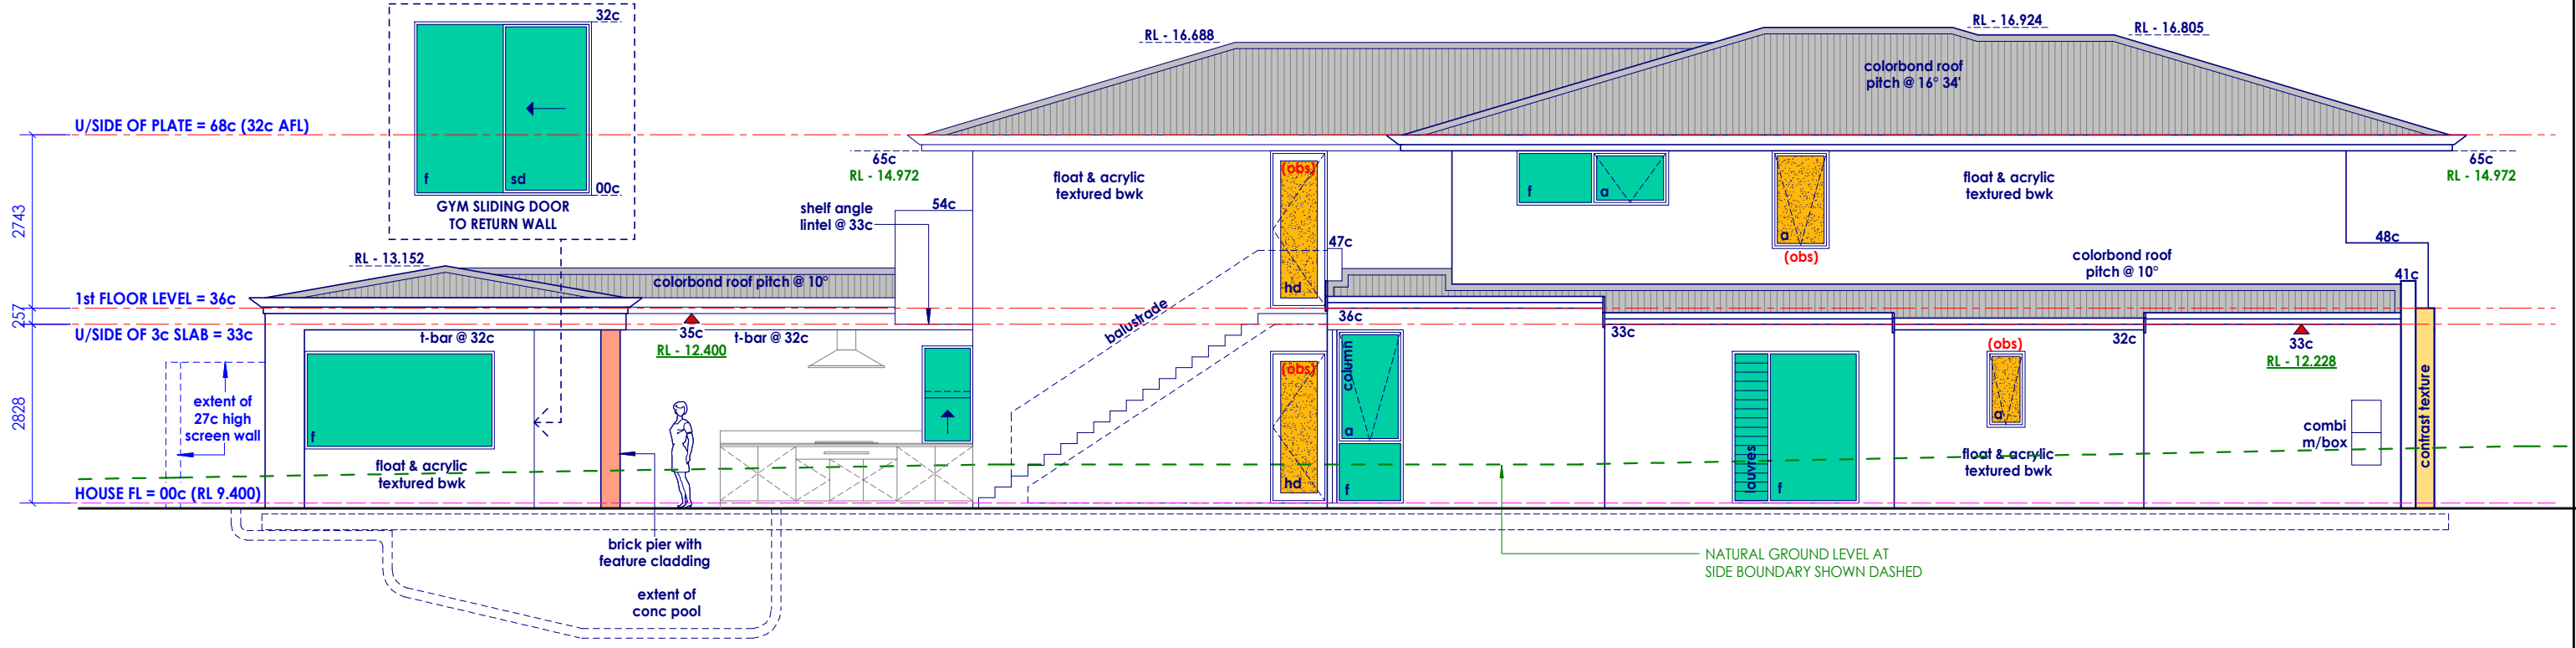 32c
f
sd
00c
GYM SLIDING DOOR
TO RETURN WALL
RL - 16.688
RL - 16.924
RL - 16.805
colorbond roof
pitch @ 16° 34'
U/SIDE OF PLATE = 68c (32c AFL)
65c
RL - 14.972
float & acrylic
textured bwk
(obs)
f
a
a
(obs)
float & acrylic
textured bwk
65c
RL - 14.972
2743
shelf angle
lintel @ 33c
54c
47c
48c
RL - 13.152
colorbond roof pitch @ 10°
hd
colorbond roof
pitch @ 10°
41c
1st FLOOR LEVEL = 36c
257
U/SIDE OF 3c SLAB = 33c
t-bar @ 32c
35c
RL - 12.400
t-bar @ 32c
balustrade
36c
33c
32c
33c
RL - 12.228
(obs)
column
(obs)
a
2828
extent of
27c high
screen wall
f
float & acrylic
textured bwk
hd
a
f
louvres
f
float & acrylic
textured bwk
combi
m/box
contrast texture
HOUSE FL = 00c (RL 9.400)
brick pier with
feature cladding
extent of
conc pool
NATURAL GROUND LEVEL AT
SIDE BOUNDARY SHOWN DASHED